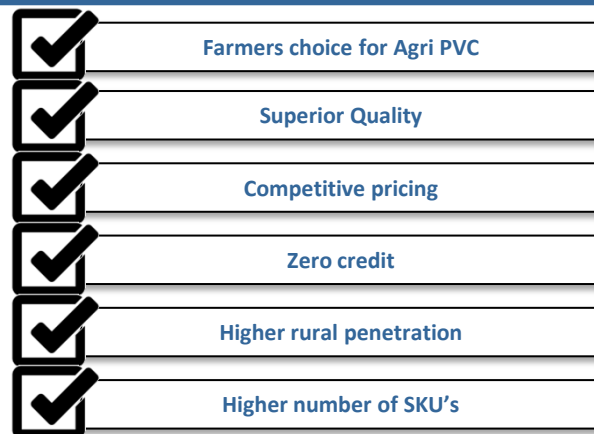 Farmers choice for Agri PVC
Superior Quality
Competitive pricing
Zero credit
Higher rural penetration
Higher number of SKU's